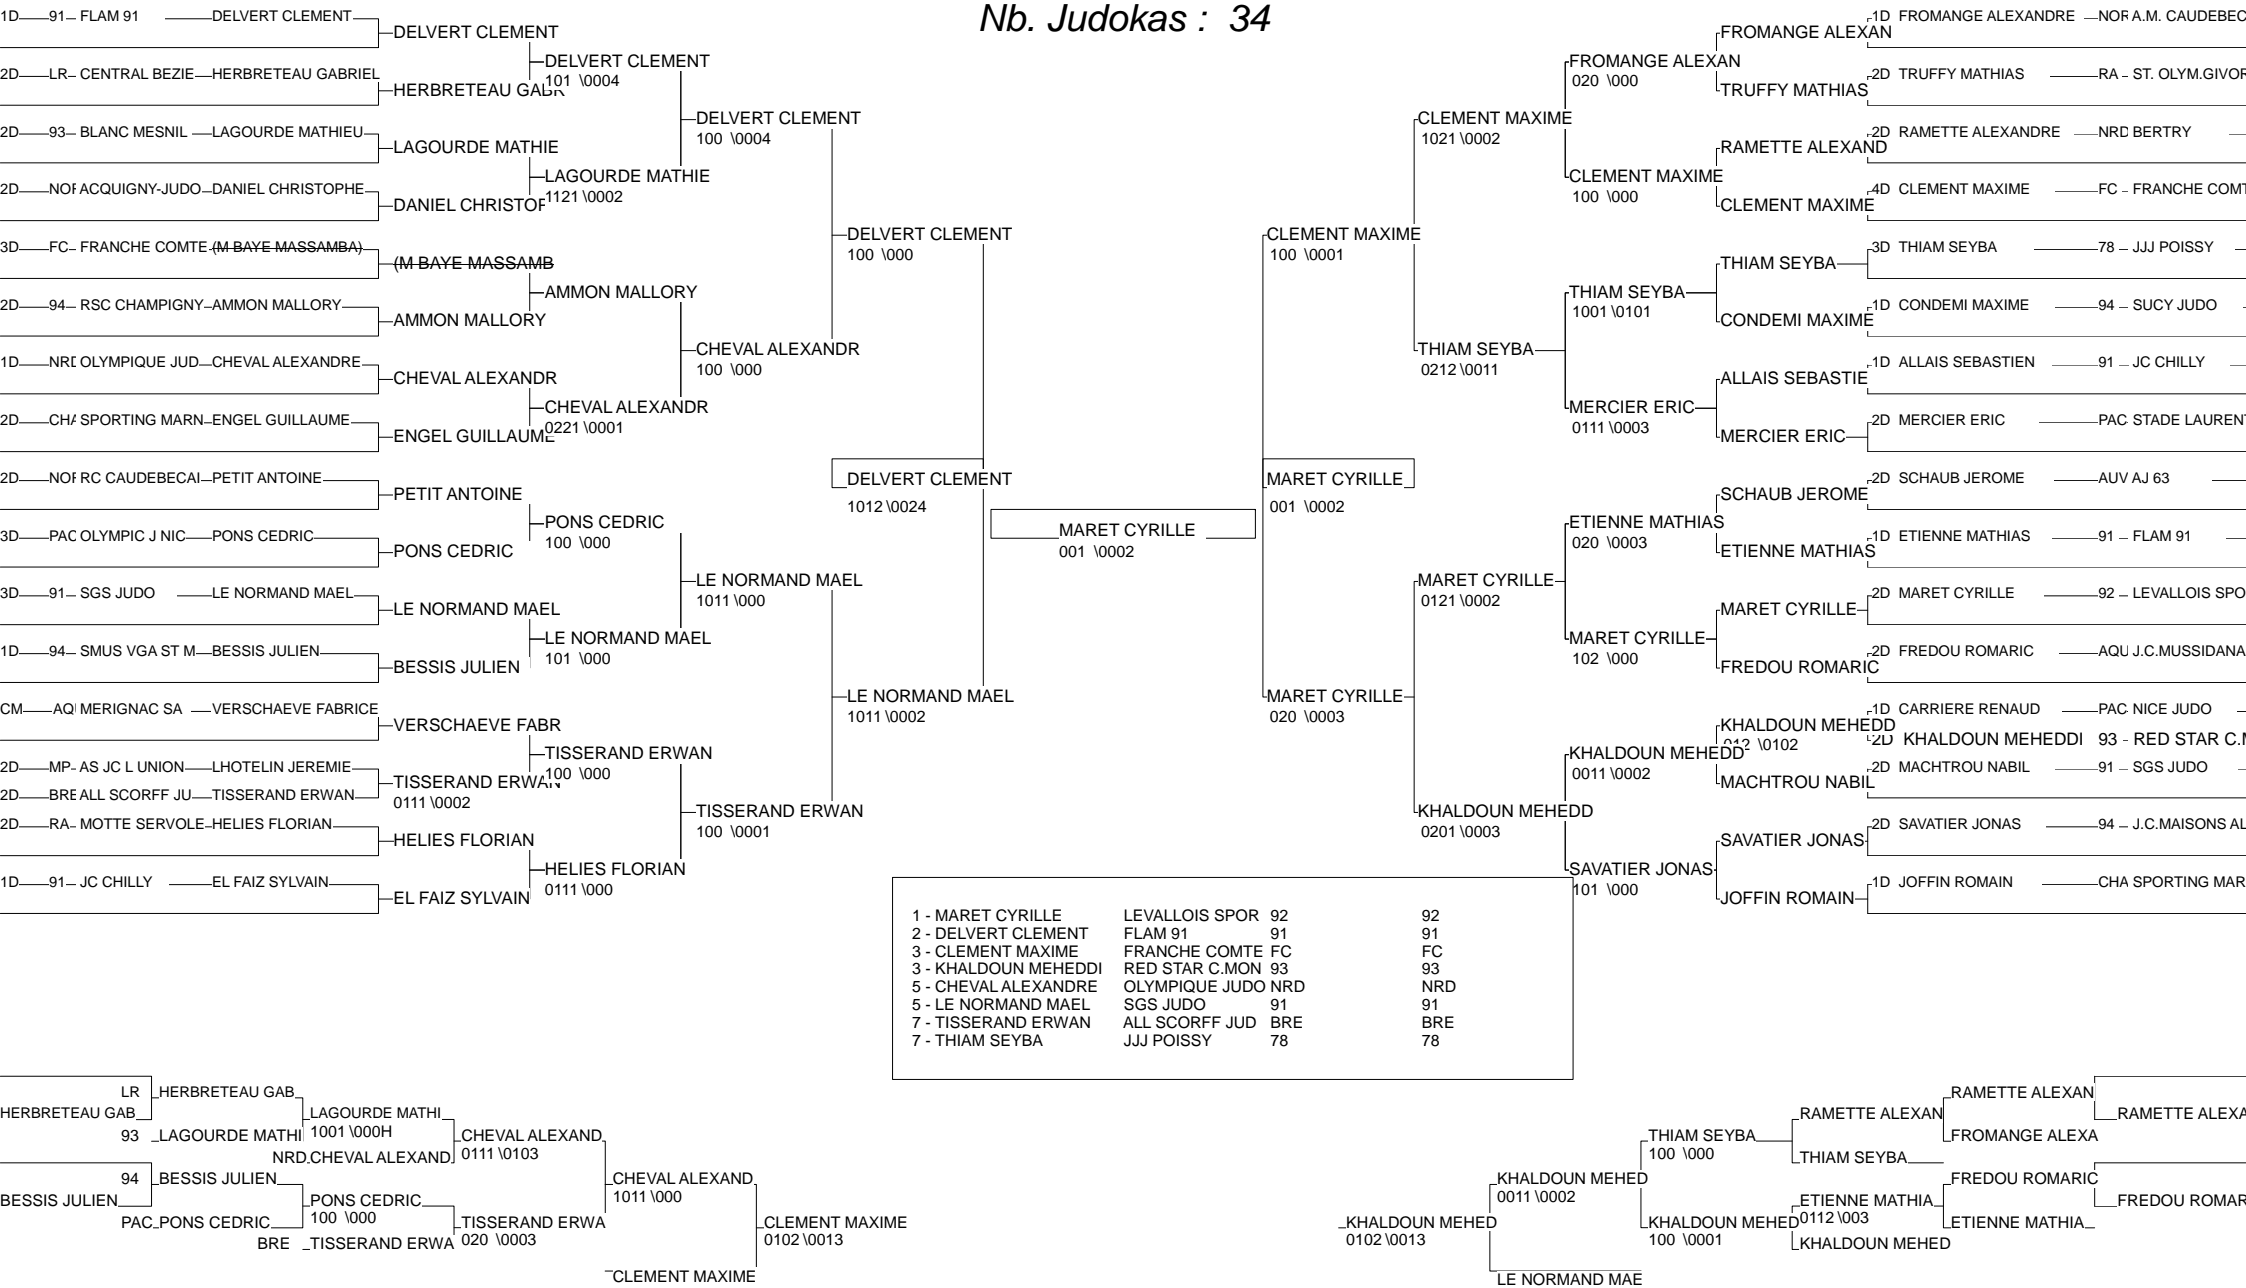 Nb. Judokas : 34
1D 91 FLAM 91 DELVERT CLEMENT
2D LR CENTRAL BEZIE HERBRETEAU GABRIEL
2D 93 BLANC MESNIL LAGOURDE MATHIEU
2D NOR ACQUIGNY-JUDO DANIEL CHRISTOPHE
3D FC FRANCHE COMTE (M BAYE MASSAMBA)
2D 94 RSC CHAMPIGNY AMMON MALLORY
1D NRD OLYMPIQUE JUD CHEVAL ALEXANDRE
2D CHA SPORTING MARN ENGEL GUILLAUME
2D NOR RC CAUDEBECAI PETIT ANTOINE
3D PAC OLYMPIC J NIC PONS CEDRIC
3D 91 SGS JUDO LE NORMAND MAEL
1D 94 SMUS VGA ST M BESSIS JULIEN
CM AQ MERIGNAC SA VERSCHAEVE FABRICE
2D MP AS JC L UNION LHOTELIN JEREMIE
2D BRE ALL SCORFF JU TISSERAND ERWAN
2D RA MOTTE SERVOLE HELIES FLORIAN
1D 91 JC CHILLY EL FAIZ SYLVAIN
DELVERT CLEMENT
HERBRETEAU GABR
LAGOURDE MATHIE
DANIEL CHRISTOF
(M BAYE MASSAMB
AMMON MALLORY
CHEVAL ALEXANDR
ENGEL GUILLAUME
PETIT ANTOINE
PONS CEDRIC
LE NORMAND MAEL
BESSIS JULIEN
VERSCHAEVE FABR
TISSERAND ERWAN
0111 \0002
HELIES FLORIAN
EL FAIZ SYLVAIN
DELVERT CLEMENT
101 \0004
LAGOURDE MATHIE
1121 \0002
AMMON MALLORY
CHEVAL ALEXANDR
0221 \0001
PONS CEDRIC
100 \000
LE NORMAND MAEL
101 \000
TISSERAND ERWAN
100 \000
HELIES FLORIAN
0111 \000
DELVERT CLEMENT
100 \0004
CHEVAL ALEXANDR
100 \000
LE NORMAND MAEL
1011 \000
TISSERAND ERWAN
100 \0001
DELVERT CLEMENT
100 \000
LE NORMAND MAEL
1011 \0002
DELVERT CLEMENT
1012 \0024
MARET CYRILLE
001 \0002
MARET CYRILLE
001 \0002
CLEMENT MAXIME
100 \0001
MARET CYRILLE
020 \0003
CLEMENT MAXIME
1021 \0002
THIAM SEYBA
0212 \0011
MARET CYRILLE
0121 \0002
KHALDOUN MEHEDD
0201 \0003
FROMANGE ALEXAN
020 \000
CLEMENT MAXIME
100 \000
THIAM SEYBA
1001 \0101
MERCIER ERIC
0111 \0003
ETIENNE MATHIAS
020 \0003
MARET CYRILLE
102 \000
KHALDOUN MEHEDD
0011 \0002
SAVATIER JONAS
101 \000
FROMANGE ALEXAN
TRUFFY MATHIAS
RAMETTE ALEXAND
CLEMENT MAXIME
THIAM SEYBA
CONDEMI MAXIME
ALLAIS SEBASTIE
MERCIER ERIC
SCHAUB JEROME
ETIENNE MATHIAS
MARET CYRILLE
FREDOU ROMARIC
KHALDOUN MEHEDD
012 \0102
MACHTROU NABIL
SAVATIER JONAS
JOFFIN ROMAIN
1D FROMANGE ALEXANDRE NOR A.M. CAUDEBEC
2D TRUFFY MATHIAS RA ST. OLYM.GIVOR
2D RAMETTE ALEXANDRE NRD BERTRY
4D CLEMENT MAXIME FC FRANCHE COMT
3D THIAM SEYBA 78 JJJ POISSY
1D CONDEMI MAXIME 94 SUCY JUDO
1D ALLAIS SEBASTIEN 91 JC CHILLY
2D MERCIER ERIC PAC STADE LAURENT
2D SCHAUB JEROME AUV AJ 63
1D ETIENNE MATHIAS 91 FLAM 91
2D MARET CYRILLE 92 LEVALLOIS SPO
2D FREDOU ROMARIC AQU J.C.MUSSIDANA
1D CARRIERE RENAUD PAC NICE JUDO
2D KHALDOUN MEHEDDI 93 - RED STAR C.M
2D MACHTROU NABIL 91 SGS JUDO
2D SAVATIER JONAS 94 J.C.MAISONS AL
1D JOFFIN ROMAIN CHA SPORTING MAR
1 - MARET CYRILLE LEVALLOIS SPOR 92 92
2 - DELVERT CLEMENT FLAM 91 91 91
3 - CLEMENT MAXIME FRANCHE COMTE FC FC
3 - KHALDOUN MEHEDDI RED STAR C.MON 93 93
5 - CHEVAL ALEXANDRE OLYMPIQUE JUDO NRD NRD
5 - LE NORMAND MAEL SGS JUDO 91 91
7 - TISSERAND ERWAN ALL SCORFF JUD BRE BRE
7 - THIAM SEYBA JJJ POISSY 78 78
HERBRETEAU GAB
BESSIS JULIEN
LR HERBRETEAU GAB
93 LAGOURDE MATHI
NRD CHEVAL ALEXAND
94 BESSIS JULIEN
PAC PONS CEDRIC
BRE TISSERAND ERWA
LAGOURDE MATHI
1001 \000H
PONS CEDRIC
100 \000
CHEVAL ALEXAND
0111 \0103
TISSERAND ERWA
020 \0003
CHEVAL ALEXAND
1011 \000
CLEMENT MAXIME
CLEMENT MAXIME
0102 \0013
KHALDOUN MEHED
0102 \0013
KHALDOUN MEHED
0011 \0002
LE NORMAND MAE
THIAM SEYBA
100 \000
KHALDOUN MEHED
100 \0001
RAMETTE ALEXAN
THIAM SEYBA
ETIENNE MATHIA
0112 \003
KHALDOUN MEHED
RAMETTE ALEXAN
FROMANGE ALEXA
FREDOU ROMARIC
ETIENNE MATHIA
RAMETTE ALEXA
FREDOU ROMAR